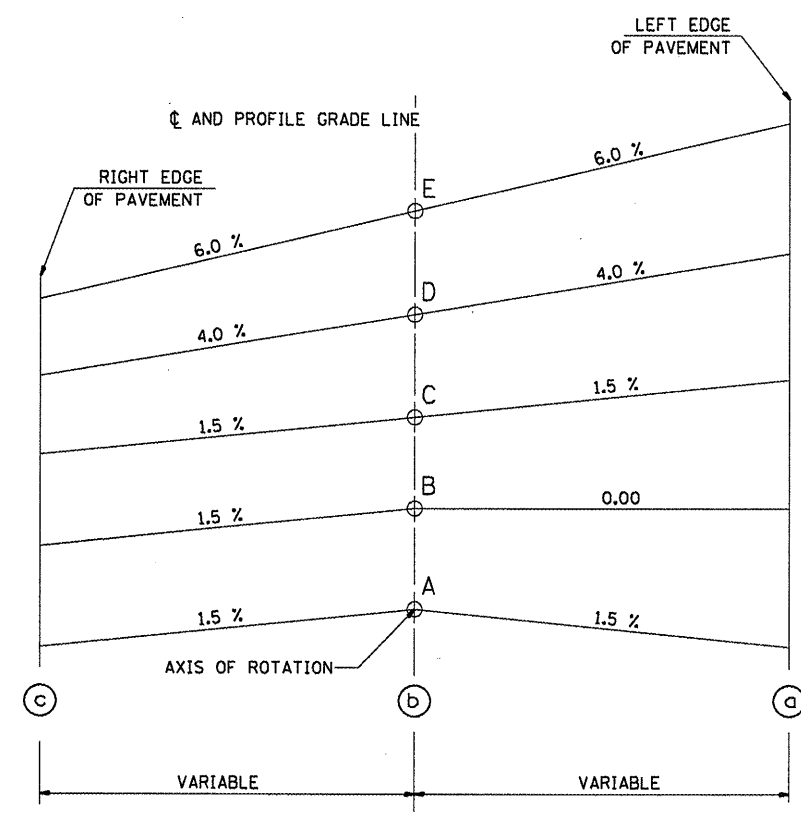 LEFT EDGE
OF PAVEMENT
℄ AND PROFILE GRADE LINE
RIGHT EDGE
OF PAVEMENT
6.0 %
E
6.0 %
4.0 %
D
4.0 %
1.5 %
C
1.5 %
0.00
B
1.5 %
A
1.5 %
1.5 %
AXIS OF ROTATION
c b a
VARIABLE VARIABLE